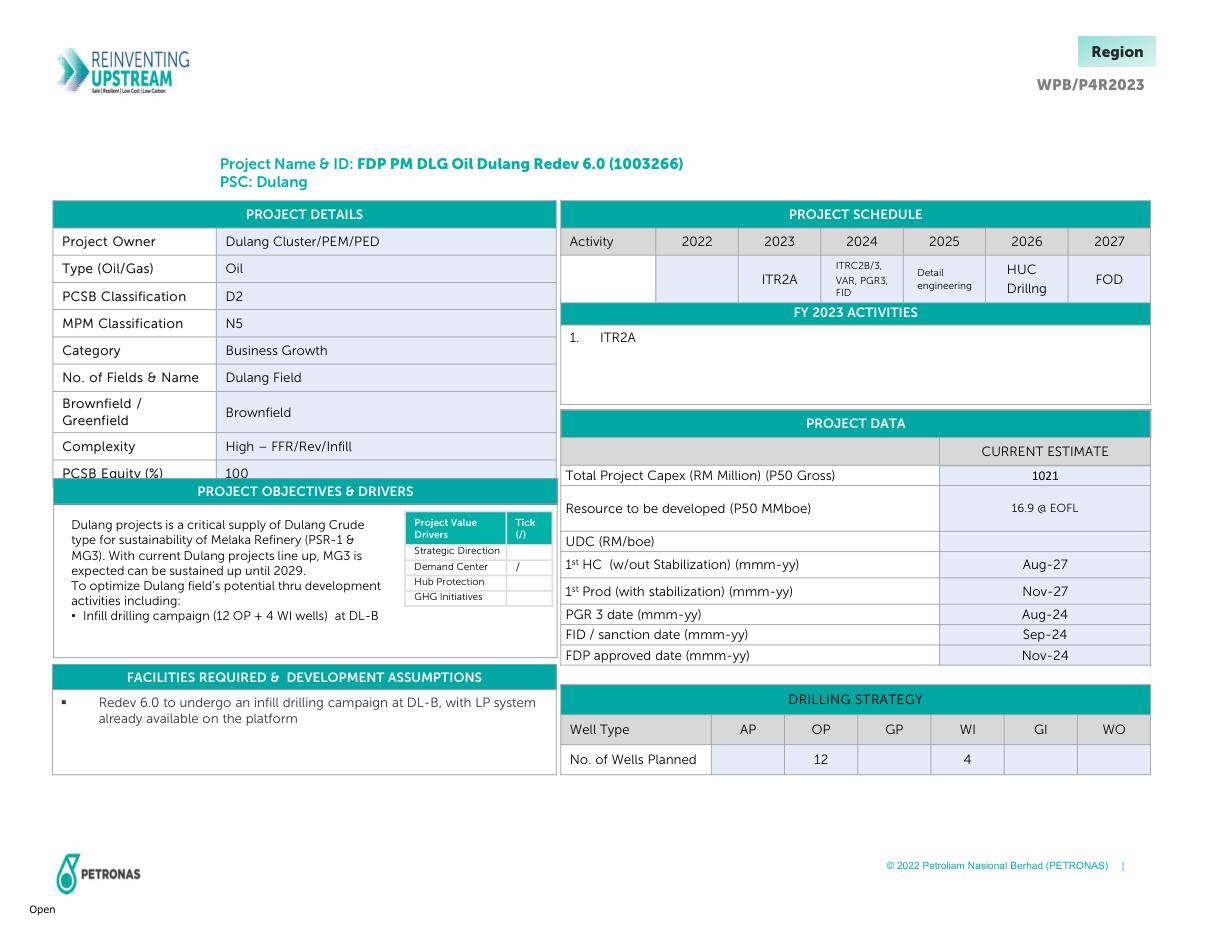 REINVENTING
UPSTREAM
Safe | Resilient | Low Cost | Low Carbon
Region
WPB/P4R2023
Project Name & ID: FDP PM DLG Oil Dulang Redev 6.0 (1003266)
PSC: Dulang
PROJECT DETAILS
Project Owner Dulang Cluster/PEM/PED
Type (Oil/Gas) Oil
PCSB Classification D2
MPM Classification N5
Category Business Growth
No. of Fields & Name Dulang Field
Brownfield /
Greenfield
Brownfield
Complexity High – FFR/Rev/Infill
PCSB Equity (%) 100
PROJECT OBJECTIVES & DRIVERS
Dulang projects is a critical supply of Dulang Crude
type for sustainability of Melaka Refinery (PSR-1 &
MG3). With current Dulang projects line up, MG3 is
expected can be sustained up until 2029.
To optimize Dulang field's potential thru development
activities including:
• Infill drilling campaign (12 OP + 4 WI wells) at DL-B
Project Value
Drivers
Tick
(/)
Strategic Direction
Demand Center /
Hub Protection
GHG Initiatives
FACILITIES REQUIRED & DEVELOPMENT ASSUMPTIONS
▪ Redev 6.0 to undergo an infill drilling campaign at DL-B, with LP system
already available on the platform
PROJECT SCHEDULE
Activity 2022 2023 2024 2025 2026 2027
ITR2A
ITRC2B/3,
VAR, PGR3,
FID
Detail
engineering
HUC
Drillng
FOD
FY 2023 ACTIVITIES
1. ITR2A
PROJECT DATA
CURRENT ESTIMATE
Total Project Capex (RM Million) (P50 Gross) 1021
Resource to be developed (P50 MMboe) 16.9 @ EOFL
UDC (RM/boe)
1st HC (w/out Stabilization) (mmm-yy) Aug-27
1st Prod (with stabilization) (mmm-yy) Nov-27
PGR 3 date (mmm-yy) Aug-24
FID / sanction date (mmm-yy) Sep-24
FDP approved date (mmm-yy) Nov-24
DRILLING STRATEGY
Well Type AP OP GP WI GI WO
No. of Wells Planned 12 4
PETRONAS
© 2022 Petroliam Nasional Berhad (PETRONAS) |
Open